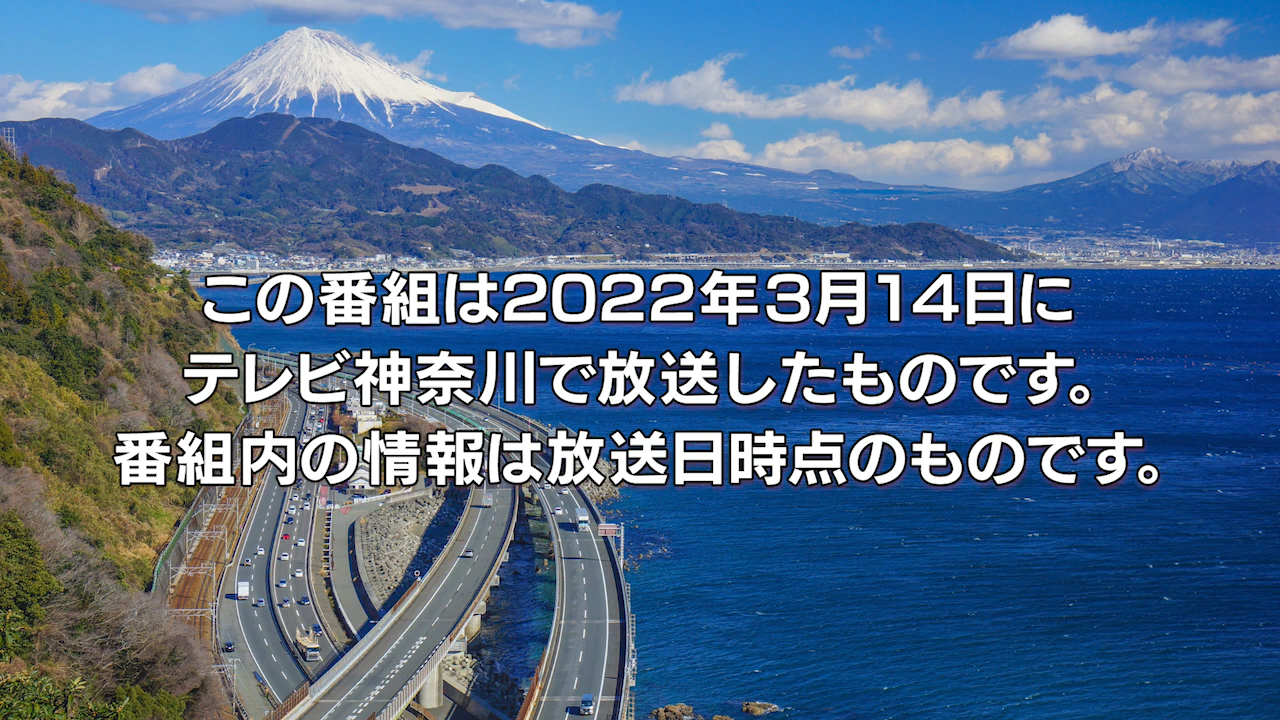 この番組は2022年3月14日に
テレビ神奈川で放送したものです。
番組内の情報は放送日時点のものです。